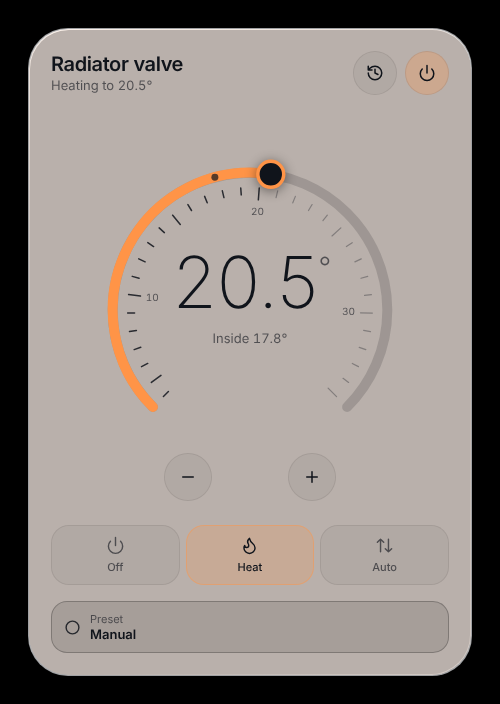 Radiator valve
Heating to 20.5°
20
10
30
20.5°
Inside 17.8°
Off
Heat
Auto
Preset
Manual